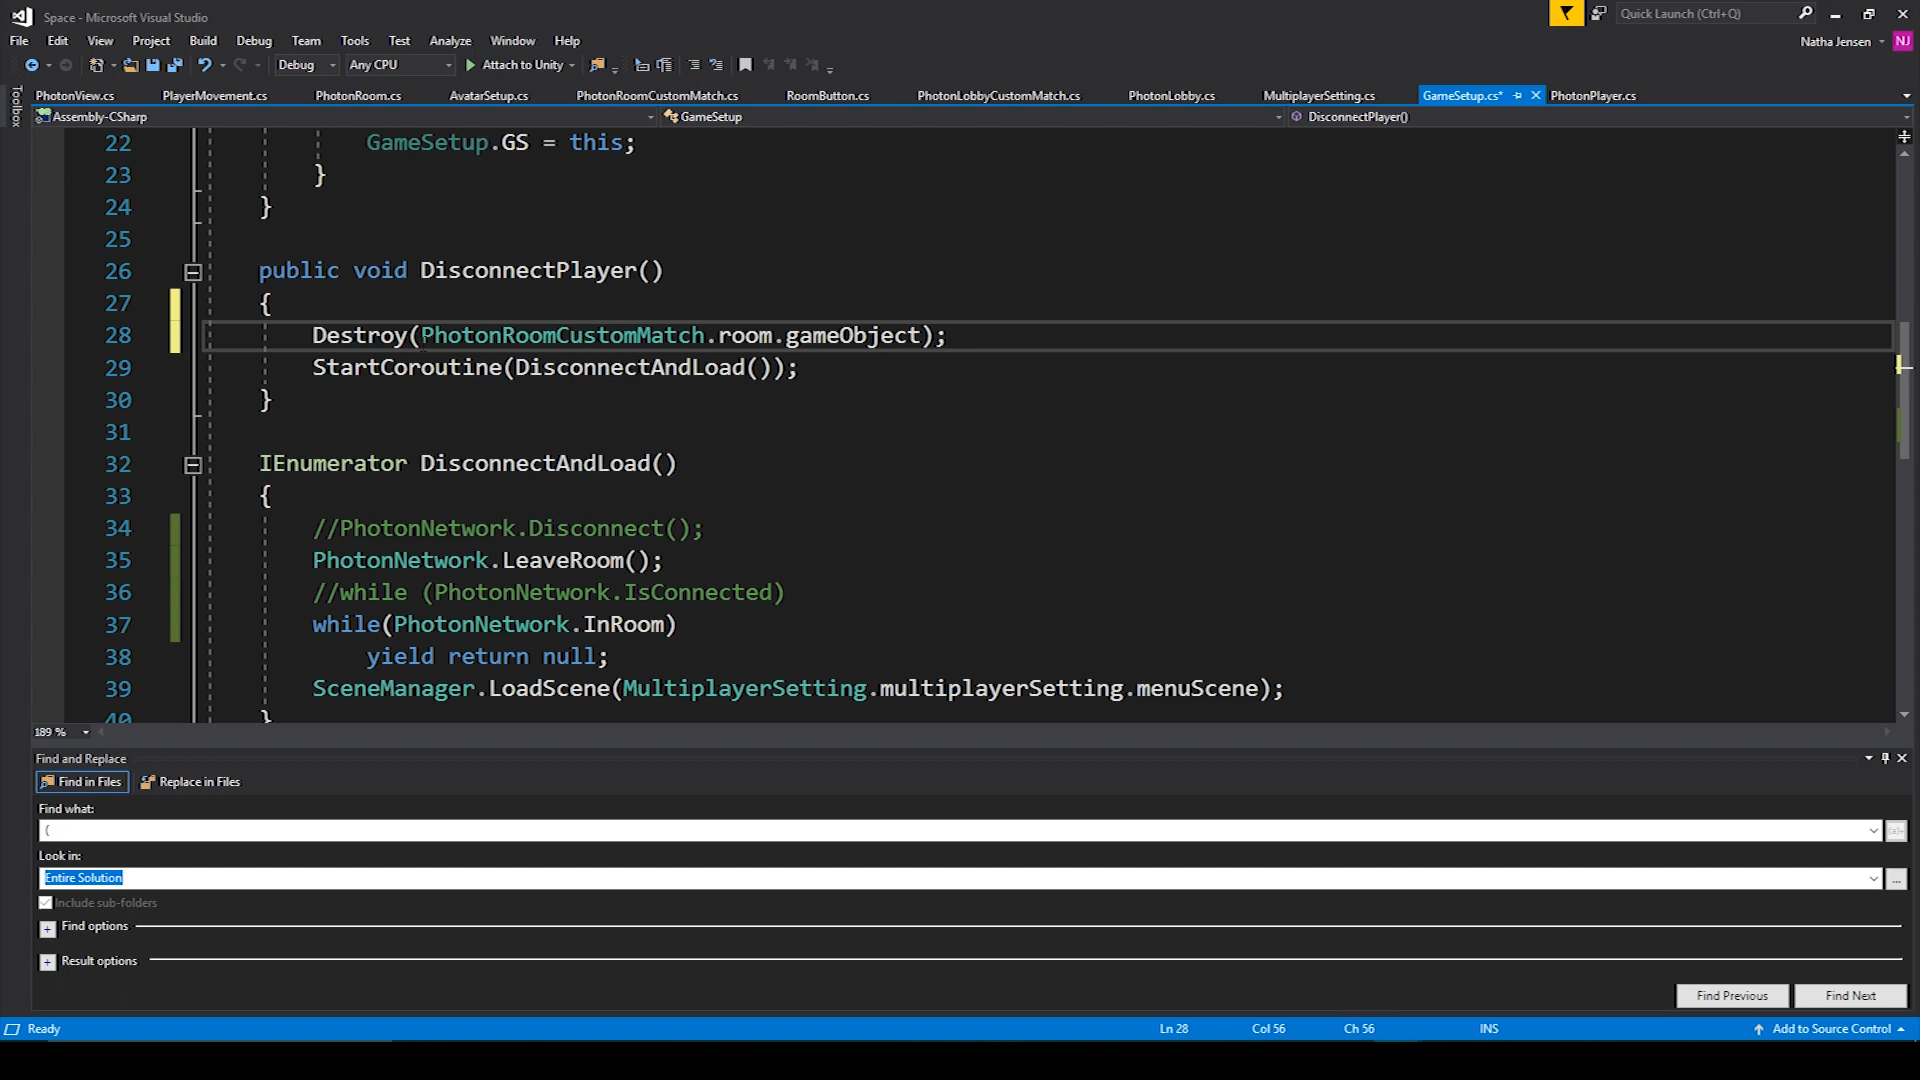 Space - Microsoft Visual Studio
Quick Launch (Ctrl+Q)
File Edit View Project Build Debug Team Tools Test Analyze Window Help
Natha Jensen NJ
Debug Any CPU Attach to Unity
Toolbox
PhotonView.cs PlayerMovement.cs PhotonRoom.cs AvatarSetup.cs PhotonRoomCustomMatch.cs RoomButton.cs PhotonLobbyCustomMatch.cs PhotonLobby.cs MultiplayerSetting.cs GameSetup.cs* PhotonPlayer.cs
Assembly-CSharp GameSetup DisconnectPlayer()
22 GameSetup.GS = this;
23 }
24 }
25
26 public void DisconnectPlayer()
27 {
28 Destroy(PhotonRoomCustomMatch.room.gameObject);
29 StartCoroutine(DisconnectAndLoad());
30 }
31
32 IEnumerator DisconnectAndLoad()
33 {
34 //PhotonNetwork.Disconnect();
35 PhotonNetwork.LeaveRoom();
36 //while (PhotonNetwork.IsConnected)
37 while(PhotonNetwork.InRoom)
38 yield return null;
39 SceneManager.LoadScene(MultiplayerSetting.multiplayerSetting.menuScene);
40 }
189 %
Find and Replace
Find in Files Replace in Files
Find what:
(
Look in:
Entire Solution
...
Include sub-folders
Find options
Result options
Find Previous Find Next
Ready Ln 28 Col 56 Ch 56 INS Add to Source Control